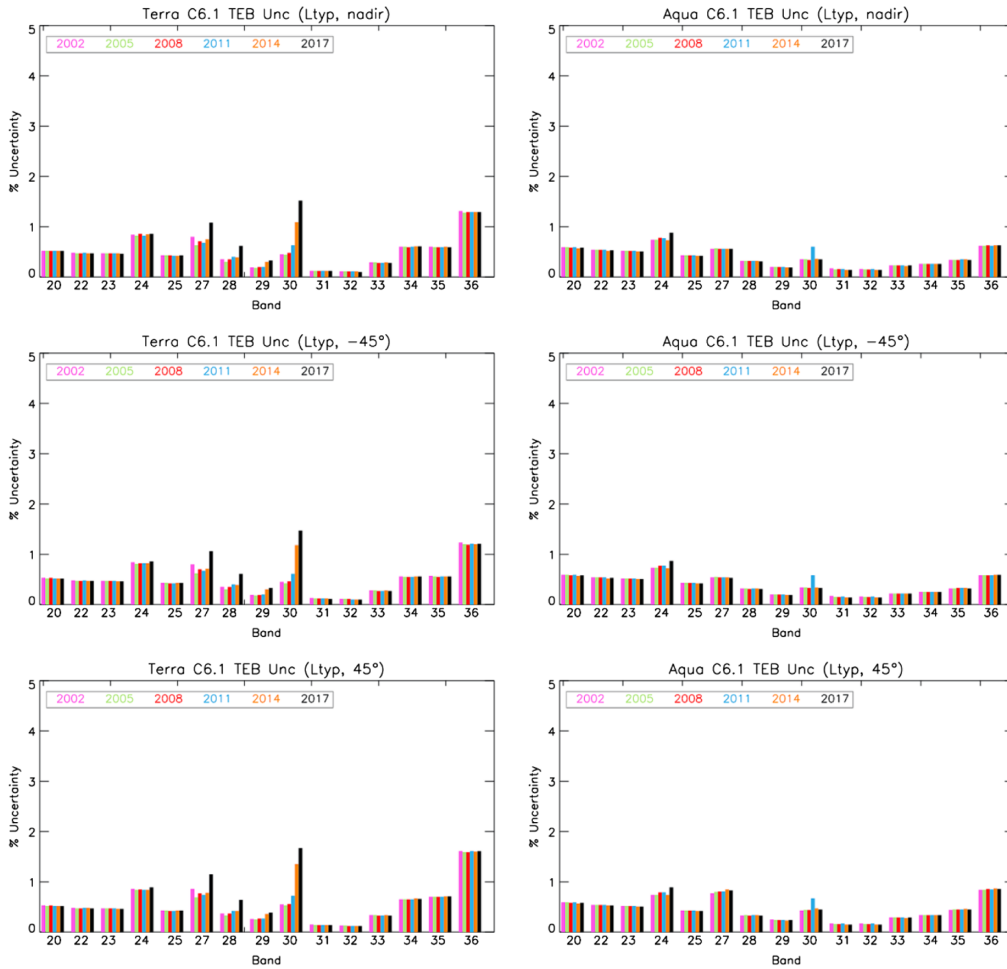 Terra C6.1 TEB Unc (Ltyp, nadir)
5
2002 2005 2008 2011 2014 2017
4
3
2
1
0
% Uncertainty
20 22 23 24 25 27 28 29 30 31 32 33 34 35 36
Band
Aqua C6.1 TEB Unc (Ltyp, nadir)
5
2002 2005 2008 2011 2014 2017
4
3
2
1
0
% Uncertainty
20 22 23 24 25 27 28 29 30 31 32 33 34 35 36
Band
Terra C6.1 TEB Unc (Ltyp, −45°)
5
2002 2005 2008 2011 2014 2017
4
3
2
1
0
% Uncertainty
20 22 23 24 25 27 28 29 30 31 32 33 34 35 36
Band
Aqua C6.1 TEB Unc (Ltyp, −45°)
5
2002 2005 2008 2011 2014 2017
4
3
2
1
0
% Uncertainty
20 22 23 24 25 27 28 29 30 31 32 33 34 35 36
Band
Terra C6.1 TEB Unc (Ltyp, 45°)
5
2002 2005 2008 2011 2014 2017
4
3
2
1
0
% Uncertainty
20 22 23 24 25 27 28 29 30 31 32 33 34 35 36
Band
Aqua C6.1 TEB Unc (Ltyp, 45°)
5
2002 2005 2008 2011 2014 2017
4
3
2
1
0
% Uncertainty
20 22 23 24 25 27 28 29 30 31 32 33 34 35 36
Band